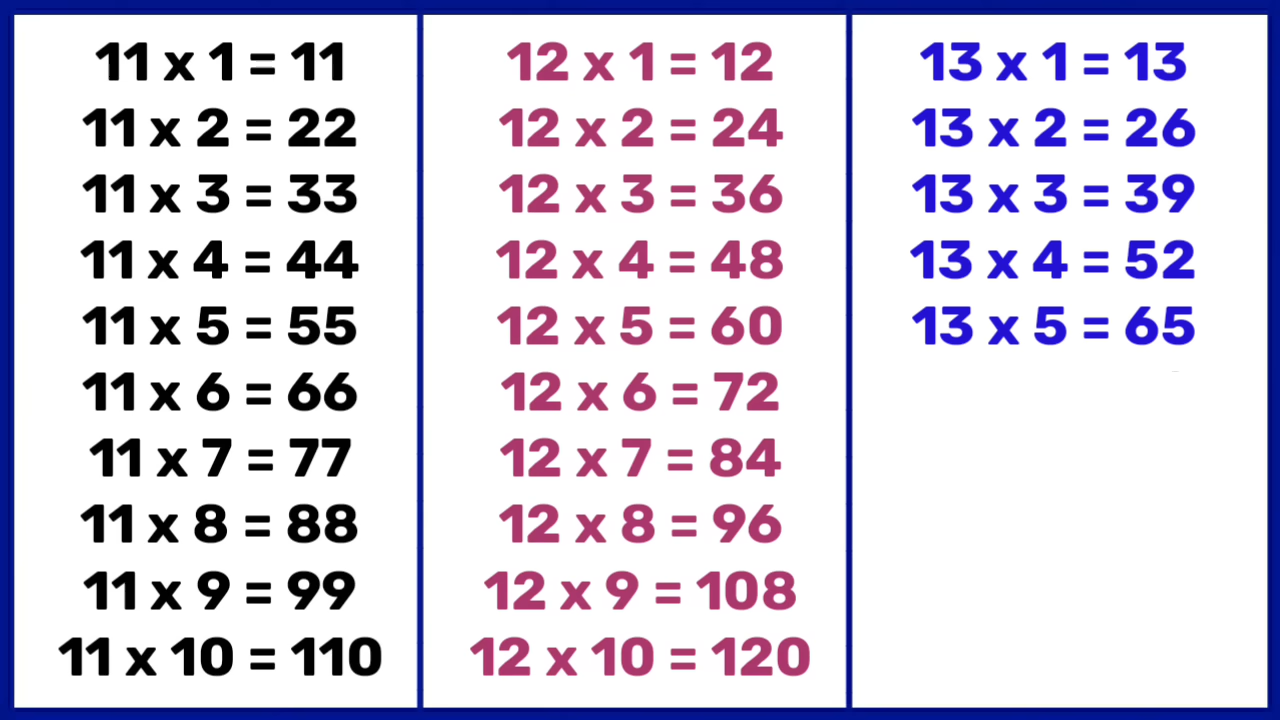 11 x 1 = 11
11 x 2 = 22
11 x 3 = 33
11 x 4 = 44
11 x 5 = 55
11 x 6 = 66
11 x 7 = 77
11 x 8 = 88
11 x 9 = 99
11 x 10 = 110
12 x 1 = 12
12 x 2 = 24
12 x 3 = 36
12 x 4 = 48
12 x 5 = 60
12 x 6 = 72
12 x 7 = 84
12 x 8 = 96
12 x 9 = 108
12 x 10 = 120
13 x 1 = 13
13 x 2 = 26
13 x 3 = 39
13 x 4 = 52
13 x 5 = 65